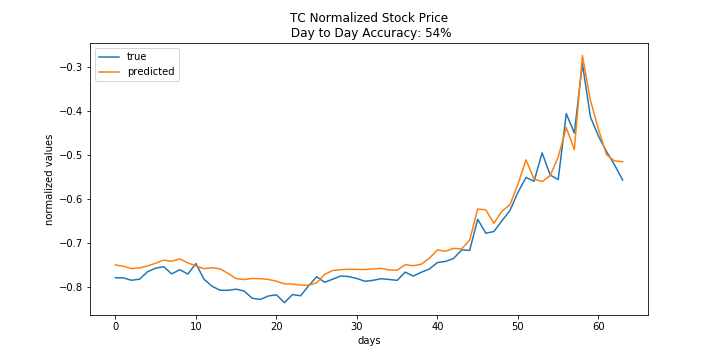 TC Normalized Stock Price
Day to Day Accuracy: 54%
true
predicted
normalized values
−0.3
−0.4
−0.5
−0.6
−0.7
−0.8
0
10
20
30
40
50
60
days